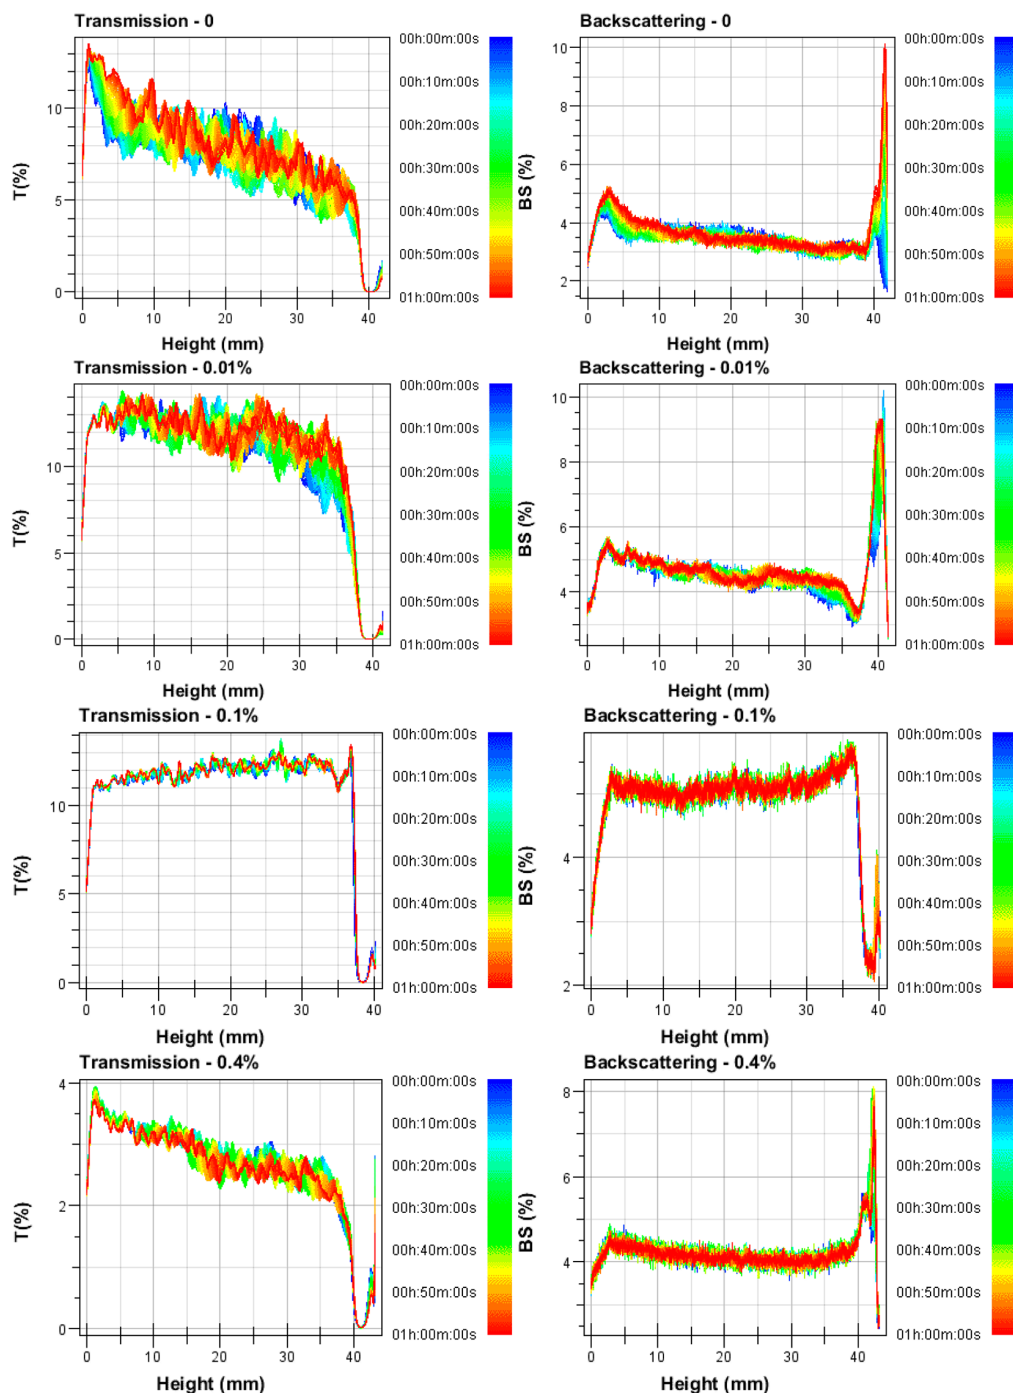 Transmission - 0
T(%)
10
5
0
0 10 20 30 40
Height (mm)
00h:00m:00s
00h:10m:00s
00h:20m:00s
00h:30m:00s
00h:40m:00s
00h:50m:00s
01h:00m:00s
Backscattering - 0
BS (%)
10
8
6
4
2
0 10 20 30 40
Height (mm)
00h:00m:00s
00h:10m:00s
00h:20m:00s
00h:30m:00s
00h:40m:00s
00h:50m:00s
01h:00m:00s
Transmission - 0.01%
T(%)
10
5
0
0 10 20 30 40
Height (mm)
00h:00m:00s
00h:10m:00s
00h:20m:00s
00h:30m:00s
00h:40m:00s
00h:50m:00s
01h:00m:00s
Backscattering - 0.01%
BS (%)
10
8
6
4
0 10 20 30 40
Height (mm)
00h:00m:00s
00h:10m:00s
00h:20m:00s
00h:30m:00s
00h:40m:00s
00h:50m:00s
01h:00m:00s
Transmission - 0.1%
T(%)
10
5
0
0 10 20 30 40
Height (mm)
00h:00m:00s
00h:10m:00s
00h:20m:00s
00h:30m:00s
00h:40m:00s
00h:50m:00s
01h:00m:00s
Backscattering - 0.1%
BS (%)
4
2
0 10 20 30 40
Height (mm)
00h:00m:00s
00h:10m:00s
00h:20m:00s
00h:30m:00s
00h:40m:00s
00h:50m:00s
01h:00m:00s
Transmission - 0.4%
T(%)
4
2
0
0 10 20 30 40
Height (mm)
00h:00m:00s
00h:10m:00s
00h:20m:00s
00h:30m:00s
00h:40m:00s
00h:50m:00s
01h:00m:00s
Backscattering - 0.4%
BS (%)
8
6
4
0 10 20 30 40
Height (mm)
00h:00m:00s
00h:10m:00s
00h:20m:00s
00h:30m:00s
00h:40m:00s
00h:50m:00s
01h:00m:00s